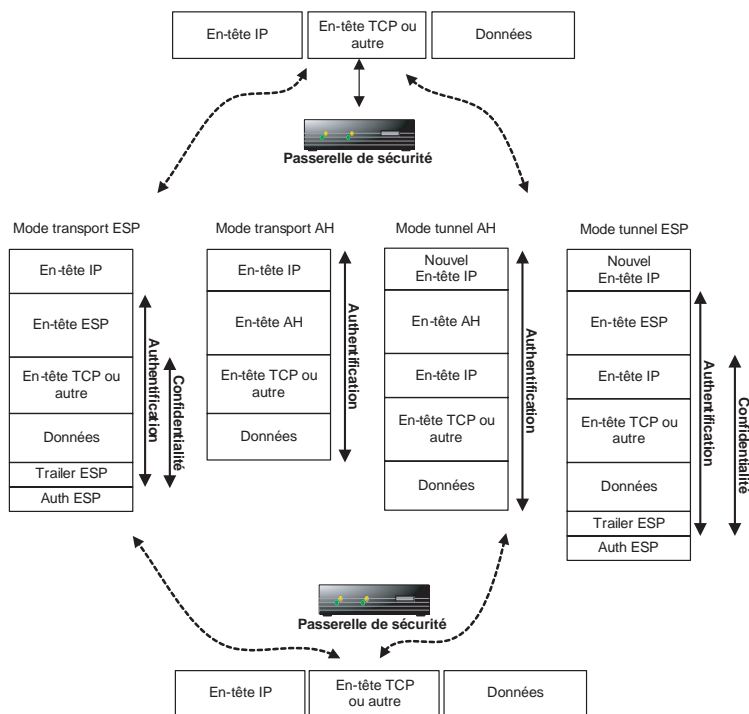 En-tête IP
En-tête TCP ou
autre
Données
Passerelle de sécurité
Mode transport ESP
En-tête IP
En-tête ESP
En-tête TCP ou
autre
Données
Trailer ESP
Auth ESP
Authentification
Confidentialité
Mode transport AH
En-tête IP
En-tête AH
En-tête TCP ou
autre
Données
Authentification
Mode tunnel AH
Nouvel
En-tête IP
En-tête AH
En-tête IP
En-tête TCP ou
autre
Données
Authentification
Mode tunnel ESP
Nouvel
En-tête IP
En-tête ESP
En-tête IP
En-tête TCP ou
autre
Données
Trailer ESP
Auth ESP
Authentification
Confidentialité
Passerelle de sécurité
En-tête IP
En-tête TCP
ou autre
Données